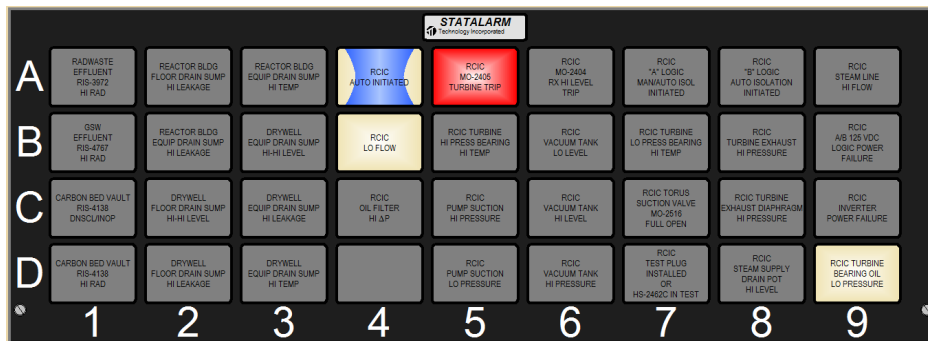 STATALARM
Technology Incorporated
A
RADWASTE
EFFLUENT
RIS-3972
HI RAD
REACTOR BLDG
FLOOR DRAIN SUMP
HI LEAKAGE
REACTOR BLDG
EQUIP DRAIN SUMP
HI TEMP
RCIC
AUTO INITIATED
RCIC
MO-2405
TURBINE TRIP
RCIC
MO-2404
RX HI LEVEL
TRIP
RCIC
"A" LOGIC
MAN/AUTO ISOL
INITIATED
RCIC
"B" LOGIC
AUTO ISOLATION
INITIATED
RCIC
STEAM LINE
HI FLOW
B
GSW
EFFLUENT
RIS-4767
HI RAD
REACTOR BLDG
EQUIP DRAIN SUMP
HI LEAKAGE
DRYWELL
EQUIP DRAIN SUMP
HI-HI LEVEL
RCIC
LO FLOW
RCIC TURBINE
HI PRESS BEARING
HI TEMP
RCIC
VACUUM TANK
LO LEVEL
RCIC TURBINE
LO PRESS BEARING
HI TEMP
RCIC
TURBINE EXHAUST
HI PRESSURE
RCIC
A/B 125 VDC
LOGIC POWER
FAILURE
C
CARBON BED VAULT
RIS-4138
DNSCL/INOP
DRYWELL
FLOOR DRAIN SUMP
HI-HI LEVEL
DRYWELL
EQUIP DRAIN SUMP
HI LEAKAGE
RCIC
OIL FILTER
HI ΔP
RCIC
PUMP SUCTION
HI PRESSURE
RCIC
VACUUM TANK
HI LEVEL
RCIC TORUS
SUCTION VALVE
MO-2516
FULL OPEN
RCIC TURBINE
EXHAUST DIAPHRAGM
HI PRESSURE
RCIC
INVERTER
POWER FAILURE
D
CARBON BED VAULT
RIS-4138
HI RAD
DRYWELL
FLOOR DRAIN SUMP
HI LEAKAGE
DRYWELL
EQUIP DRAIN SUMP
HI TEMP
RCIC
PUMP SUCTION
LO PRESSURE
RCIC
VACUUM TANK
HI PRESSURE
RCIC
TEST PLUG
INSTALLED
OR
HS-2462C IN TEST
RCIC
STEAM SUPPLY
DRAIN POT
HI LEVEL
RCIC TURBINE
BEARING OIL
LO PRESSURE
1 2 3 4 5 6 7 8 9